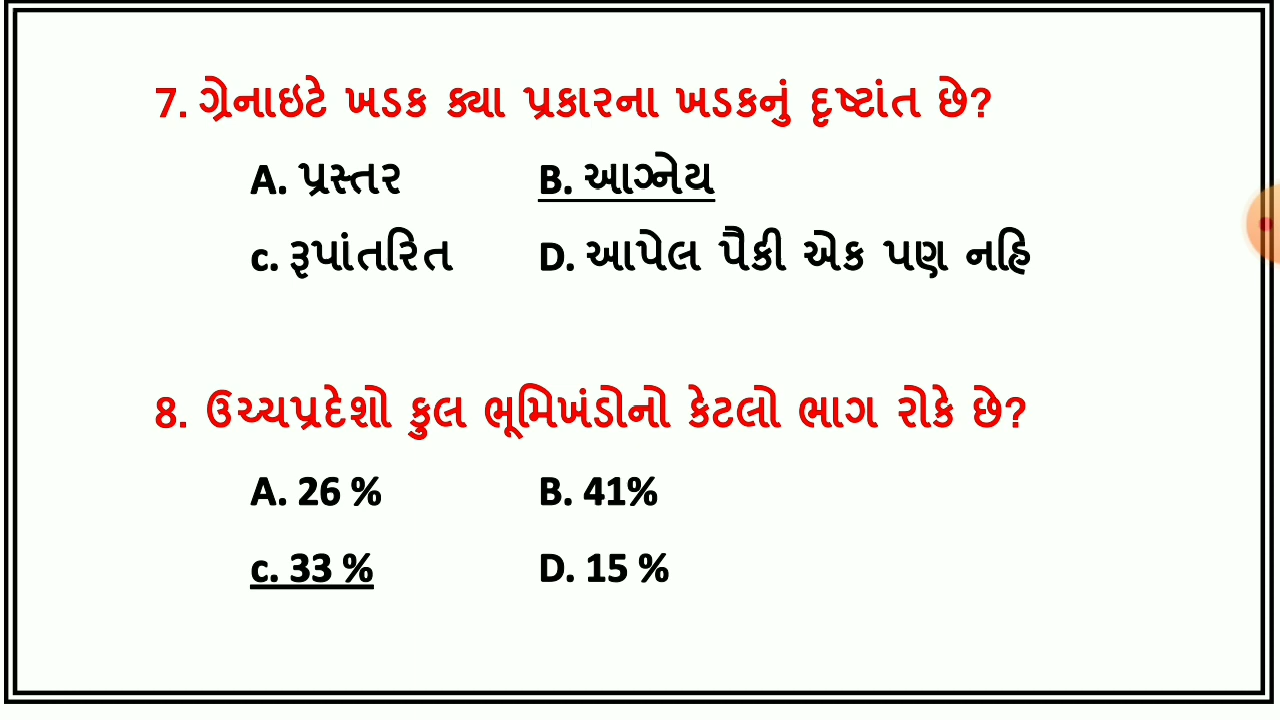 7. ગ્રેનાઇટે ખડક ક્યા પ્રકારના ખડકનું દૃષ્ટાંત છે?
A. પ્રસ્તર B. આગ્નેય
c. રૂપાંતરિત D. આપેલ પૈકી એક પણ નહિ
8. ઉચ્ચપ્રદેશો કુલ ભૂમિખંડોનો કેટલો ભાગ રોકે છે?
A. 26 % B. 41%
c. 33 % D. 15 %